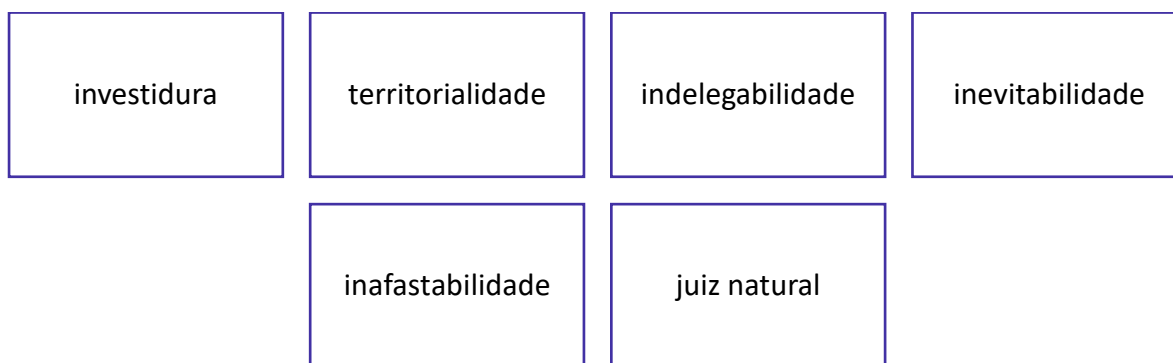 investidura
territorialidade
indelegabilidade
inevitabilidade
inafastabilidade
juiz natural